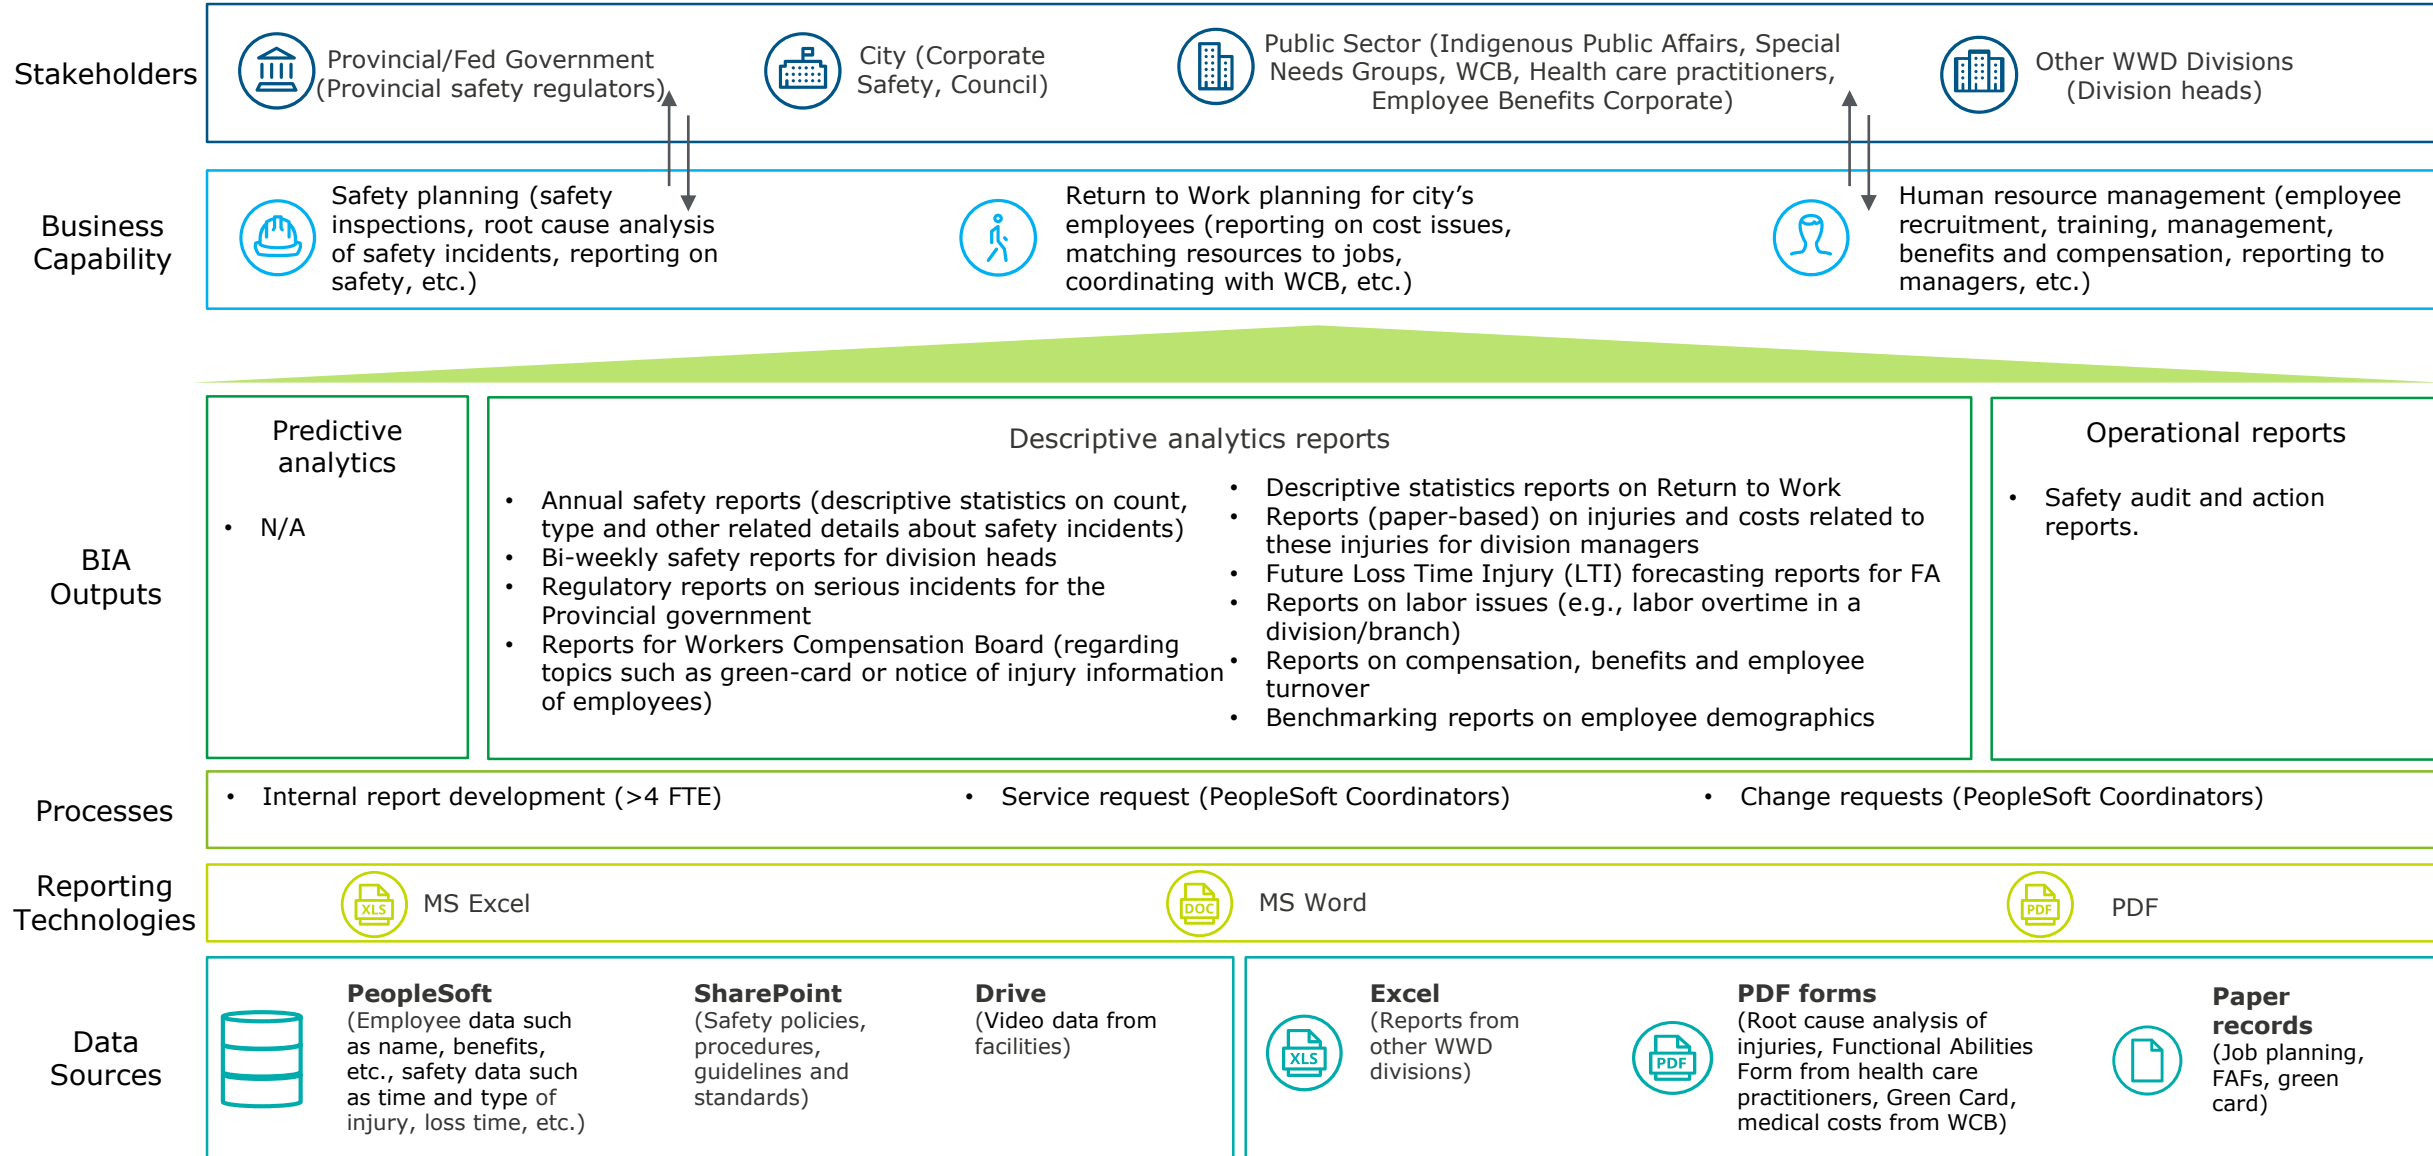 Stakeholders
Provincial/Fed Government
(Provincial safety regulators)
City (Corporate
Safety, Council)
Public Sector (Indigenous Public Affairs, Special
Needs Groups, WCB, Health care practitioners,
Employee Benefits Corporate)
Other WWD Divisions
(Division heads)
Business
Capability
Safety planning (safety
inspections, root cause analysis
of safety incidents, reporting on
safety, etc.)
Return to Work planning for city’s
employees (reporting on cost issues,
matching resources to jobs,
coordinating with WCB, etc.)
Human resource management (employee
recruitment, training, management,
benefits and compensation, reporting to
managers, etc.)
BIA
Outputs
Predictive
analytics
• N/A
Descriptive analytics reports
• Annual safety reports (descriptive statistics on count,
type and other related details about safety incidents)
• Bi-weekly safety reports for division heads
• Regulatory reports on serious incidents for the
Provincial government
• Reports for Workers Compensation Board (regarding
topics such as green-card or notice of injury information
of employees)
• Descriptive statistics reports on Return to Work
• Reports (paper-based) on injuries and costs related to
these injuries for division managers
• Future Loss Time Injury (LTI) forecasting reports for FA
• Reports on labor issues (e.g., labor overtime in a
division/branch)
• Reports on compensation, benefits and employee
turnover
• Benchmarking reports on employee demographics
Operational reports
• Safety audit and action
reports.
Processes
• Internal report development (>4 FTE)
• Service request (PeopleSoft Coordinators)
• Change requests (PeopleSoft Coordinators)
Reporting
Technologies
XLS
MS Excel
DOC
MS Word
PDF
PDF
Data
Sources
PeopleSoft
(Employee data such
as name, benefits,
etc., safety data such
as time and type of
injury, loss time, etc.)
SharePoint
(Safety policies,
procedures,
guidelines and
standards)
Drive
(Video data from
facilities)
XLS
Excel
(Reports from
other WWD
divisions)
PDF
PDF forms
(Root cause analysis of
injuries, Functional Abilities
Form from health care
practitioners, Green Card,
medical costs from WCB)
Paper
records
(Job planning,
FAFs, green
card)